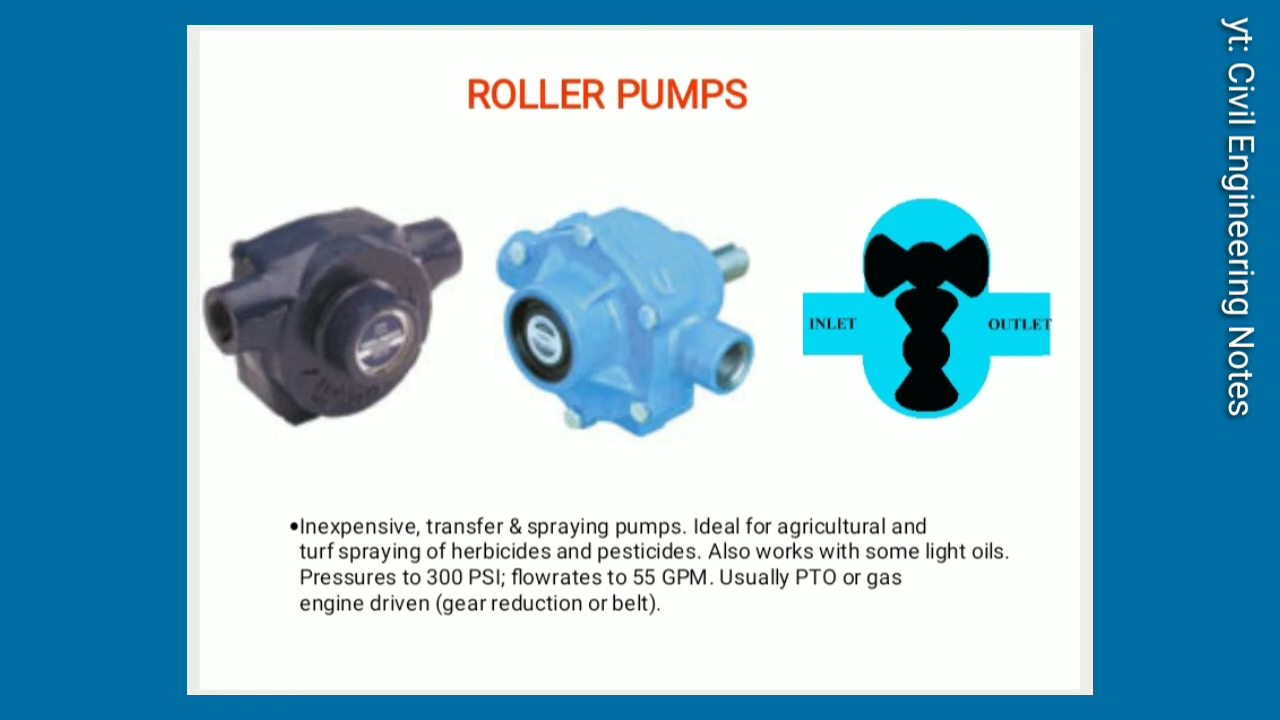 ROLLER PUMPS
INLET
OUTLET
•Inexpensive, transfer & spraying pumps. Ideal for agricultural and
turf spraying of herbicides and pesticides. Also works with some light oils.
Pressures to 300 PSI; flowrates to 55 GPM. Usually PTO or gas
engine driven (gear reduction or belt).
yt: Civil Engineering Notes